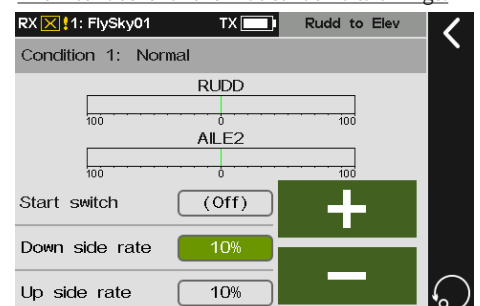 RX ! 1: FlySky01 TX Rudd to Elev
Condition 1: Normal
RUDD
100 0 100
AILE2
100 0 100
Start switch (Off)
Down side rate 10%
Up side rate 10%